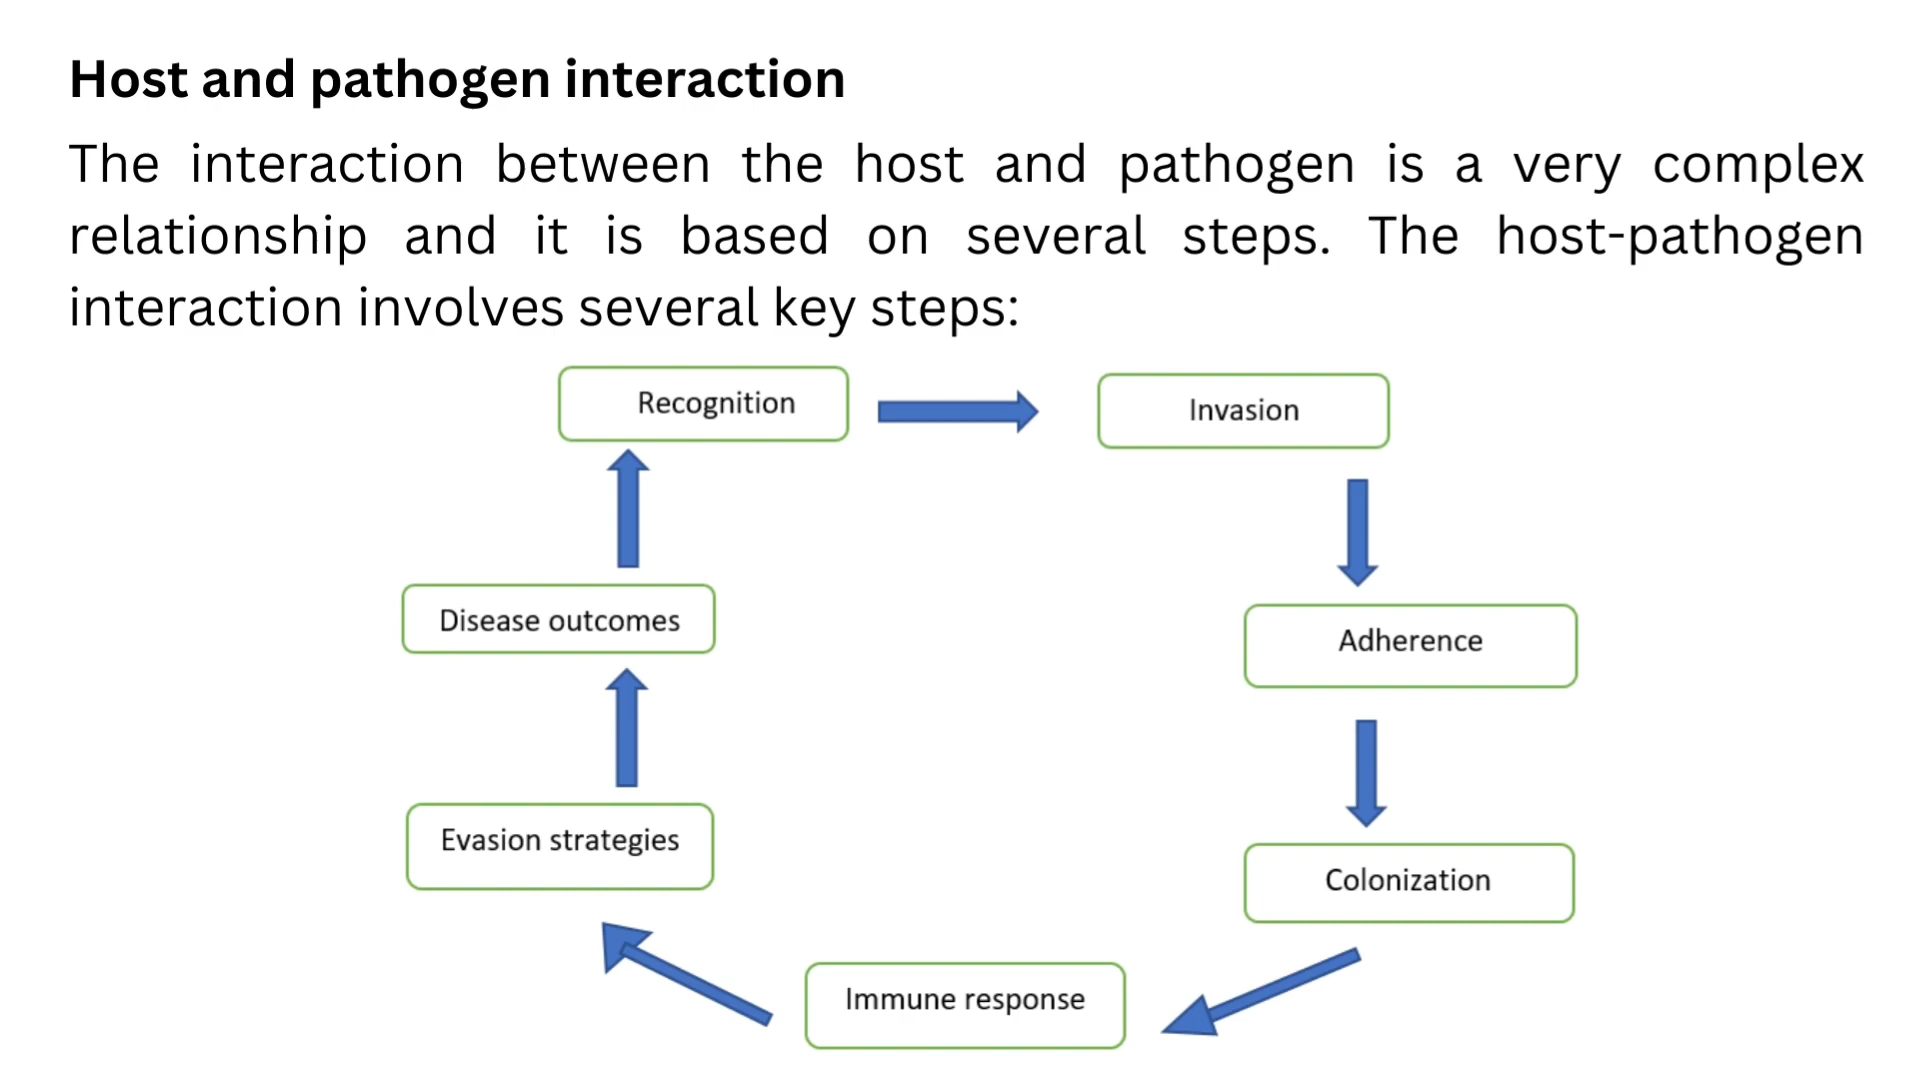 Host and pathogen interaction
The interaction between the host and pathogen is a very complex
relationship and it is based on several steps. The host-pathogen
interaction involves several key steps:
Recognition
Invasion
Adherence
Colonization
Immune response
Evasion strategies
Disease outcomes